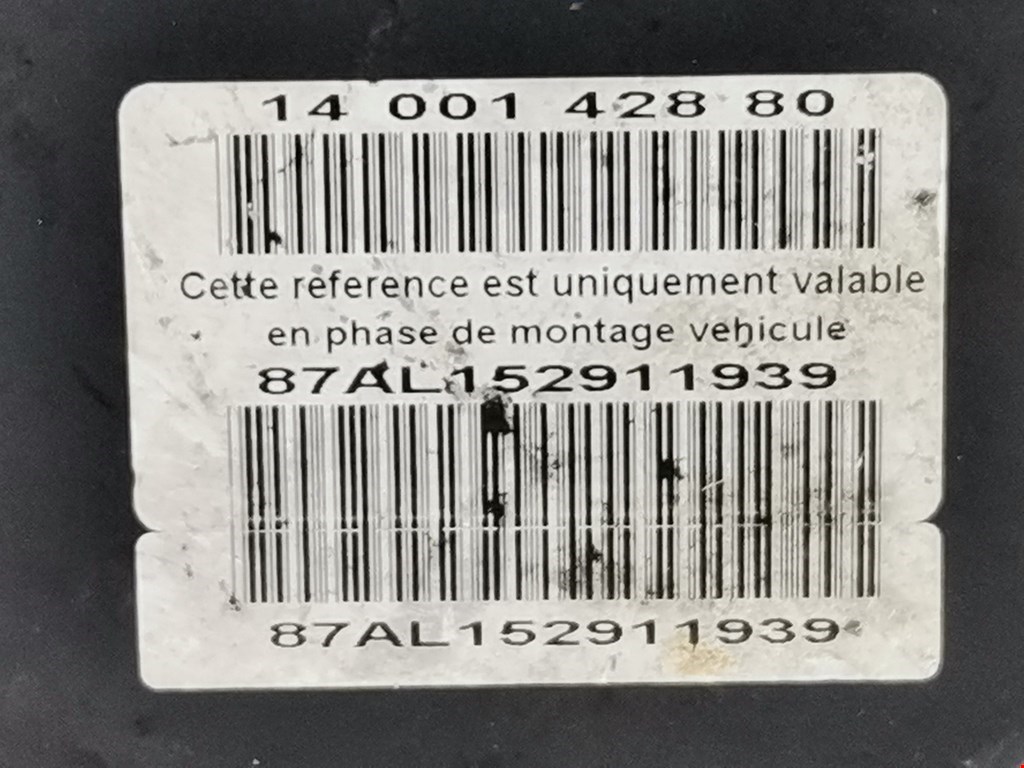 14 001 428 80
Cette reference est uniquement valable
en phase de montage vehicule
87AL152911939
87AL152911939